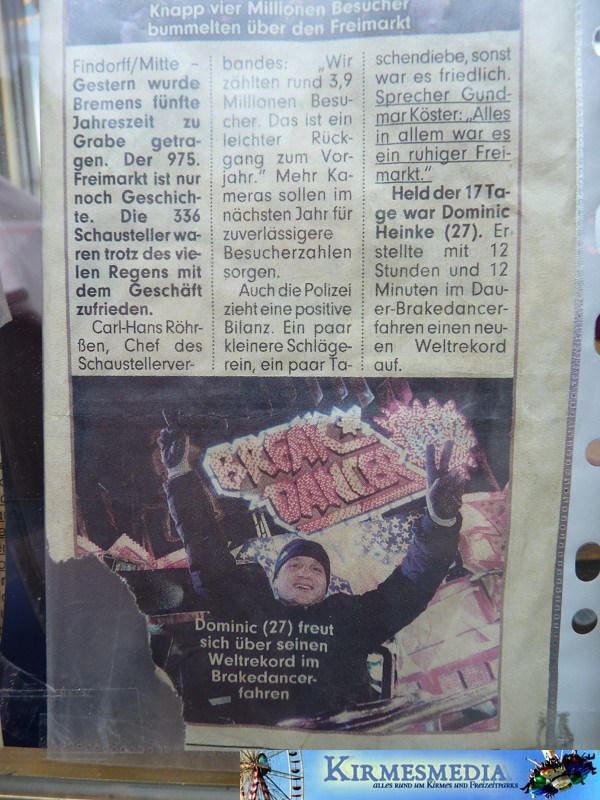 Knapp vier Millionen Besucher
bummelten über den Freimarkt
Findorff/Mitte –
Gestern wurde
Bremens fünfte
Jahreszeit zu
Grabe getra-
gen. Der 975.
Freimarkt ist nur
noch Geschich-
te. Die 336
Schausteller wa-
ren trotz des vie-
len Regens mit
dem Geschäft
zufrieden.
Carl-Hans Röhr-
ßen, Chef des
Schaustellerver-
bandes: „Wir
zählten rund 3,9
Millionen Besu-
cher. Das ist ein
leichter Rück-
gang zum Vor-
jahr.“ Mehr Ka-
meras sollen im
nächsten Jahr für
zuverlässigere
Besucherzahlen
sorgen.
Auch die Polizei
zieht eine positive
Bilanz. Ein paar
kleinere Schläge-
rein, ein paar Ta-
schendiebe, sonst
war es friedlich.
Sprecher Gund-
mar Köster: „Alles
in allem war es
ein ruhiger Frei-
markt.“
Held der 17 Ta-
ge war Dominic
Heinke (27). Er
stellte mit 12
Stunden und 12
Minuten im Dau-
er-Brakedancer-
fahren einen neu-
en Weltrekord
auf.
BREAK
DANCER
Dominic (27) freut
sich über seinen
Weltrekord im
Brakedancer-
fahren
KIRMESMEDIA
ALLES RUND UM KIRMES UND FREIZEITPARKS